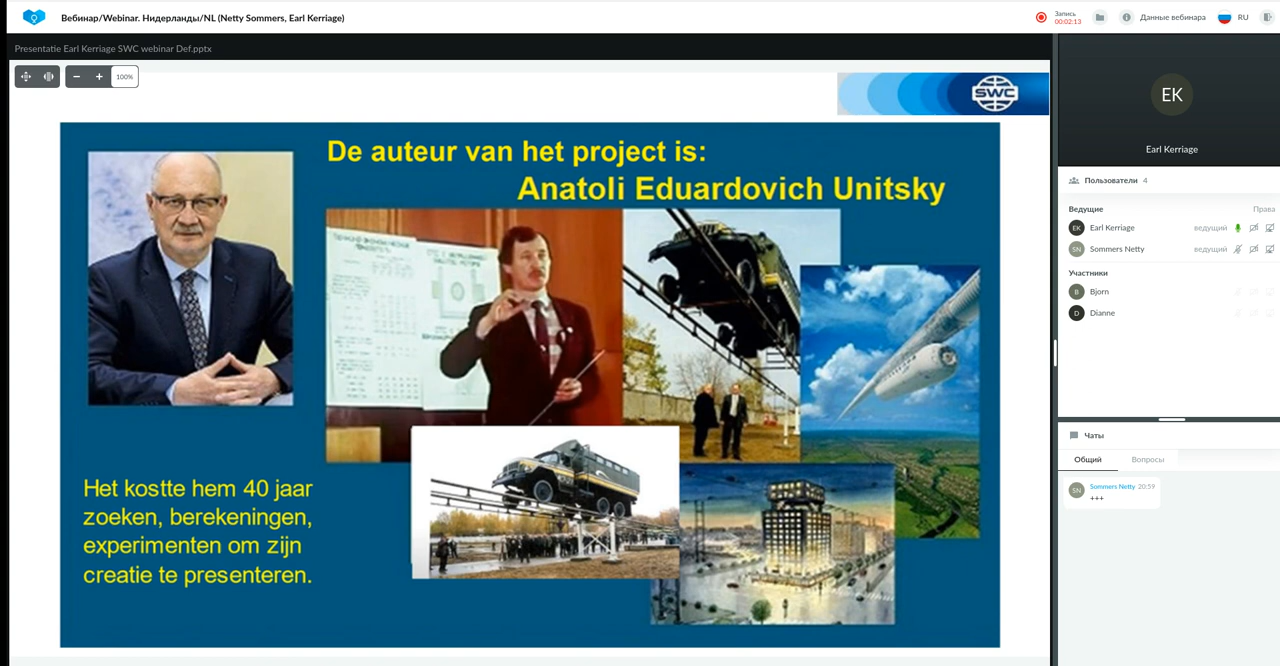 Вебинар/Webinar. Нидерланды/NL (Netty Sommers, Earl Kerriage)
Запись
00:02:13
Данные вебинара
RU
Presentatie Earl Kerriage SWC webinar Def.pptx
100%
SWC
De auteur van het project is:
Anatoli Eduardovich Unitsky
Het kostte hem 40 jaar
zoeken, berekeningen,
experimenten om zijn
creatie te presenteren.
EK
Earl Kerriage
Пользователи 4
Ведущие Права
EK Earl Kerriage ведущий
SN Sommers Netty ведущий
Участники
B Bjorn
D Dianne
Чаты
Общий Вопросы
SN Sommers Netty 20:59
+++